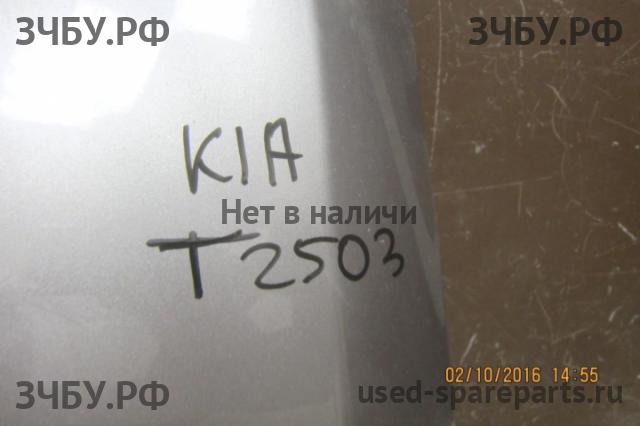 ЗЧБУ.РФ ЗЧБУ.РФ
KIA
Нет в наличи
T2503
02/10/2016 14:55
ЗЧБУ.РФ used-spareparts.ru